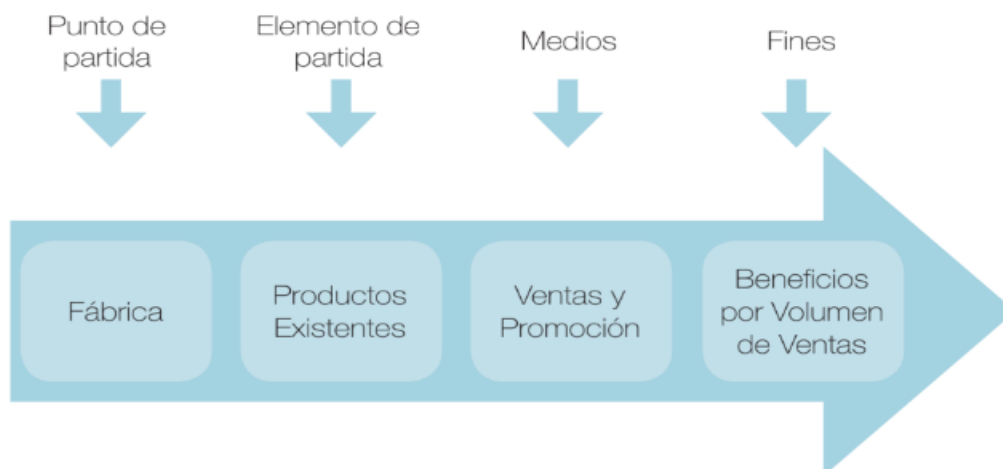 Punto de
partida
Elemento de
partida
Medios
Fines
Fábrica
Productos
Existentes
Ventas y
Promoción
Beneficios
por Volumen
de Ventas